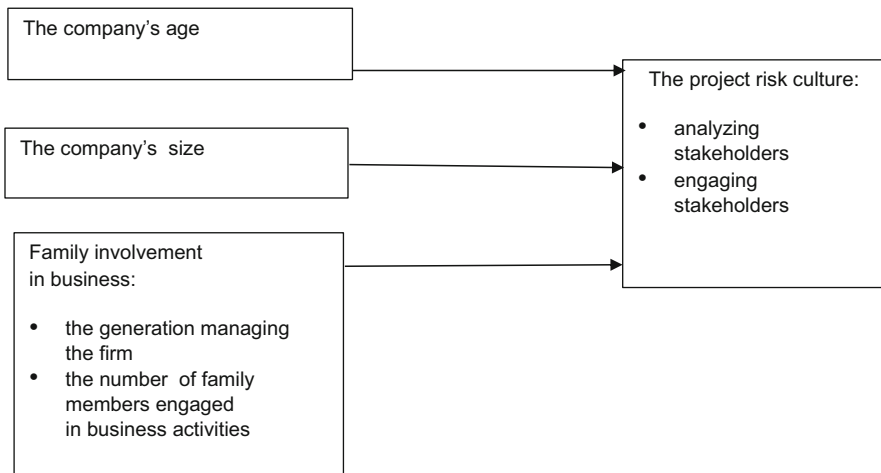 The company's age
The company's size
Family involvement
in business:
• the generation managing
the firm
• the number of family
members engaged
in business activities
The project risk culture:
• analyzing
stakeholders
• engaging
stakeholders